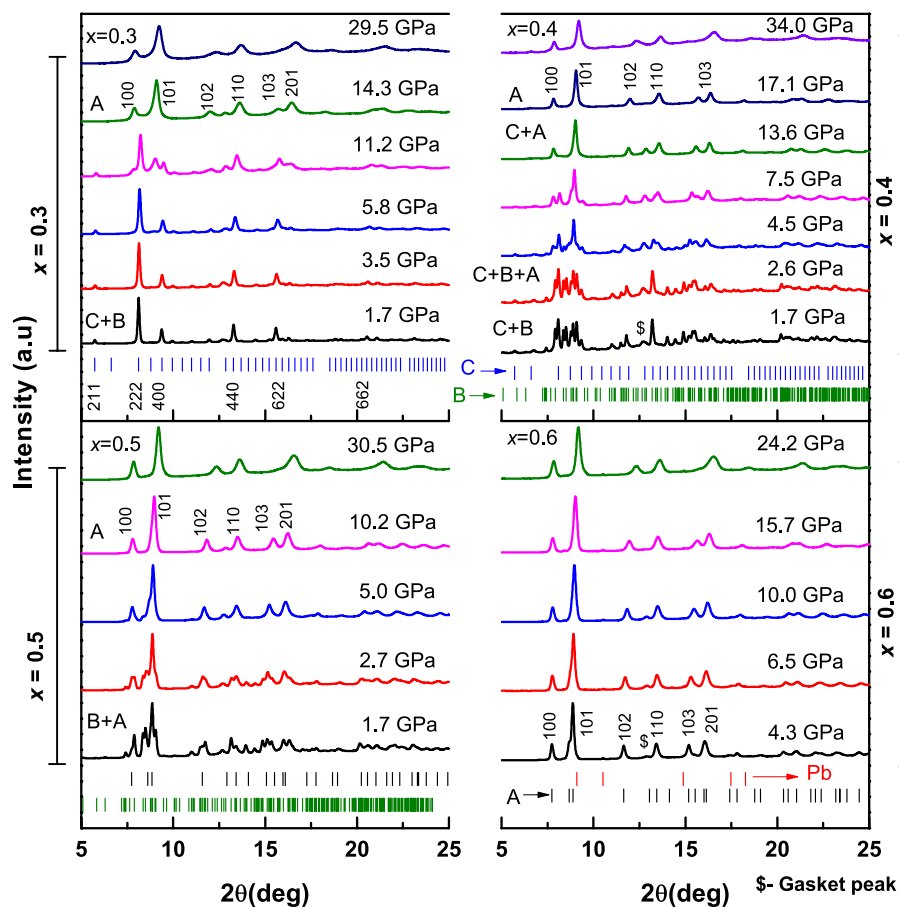 x=0.3
29.5 GPa
A
100
101
102
110
103
201
14.3 GPa
11.2 GPa
5.8 GPa
3.5 GPa
C+B
1.7 GPa
211
222
400
440
622
662
x = 0.3
x=0.4
34.0 GPa
A
100
101
102
110
103
17.1 GPa
C+A
13.6 GPa
7.5 GPa
4.5 GPa
C+B+A
2.6 GPa
C+B
$
1.7 GPa
C
B
x = 0.4
Intensity (a.u)
x=0.5
30.5 GPa
A
100
101
102
110
103
201
10.2 GPa
5.0 GPa
2.7 GPa
B+A
1.7 GPa
x = 0.5
5 10 15 20 25
2θ(deg)
x=0.6
24.2 GPa
15.7 GPa
10.0 GPa
6.5 GPa
100
101
102
$
110
103
201
4.3 GPa
Pb
A
x = 0.6
5 10 15 20 25
2θ(deg)
$- Gasket peak